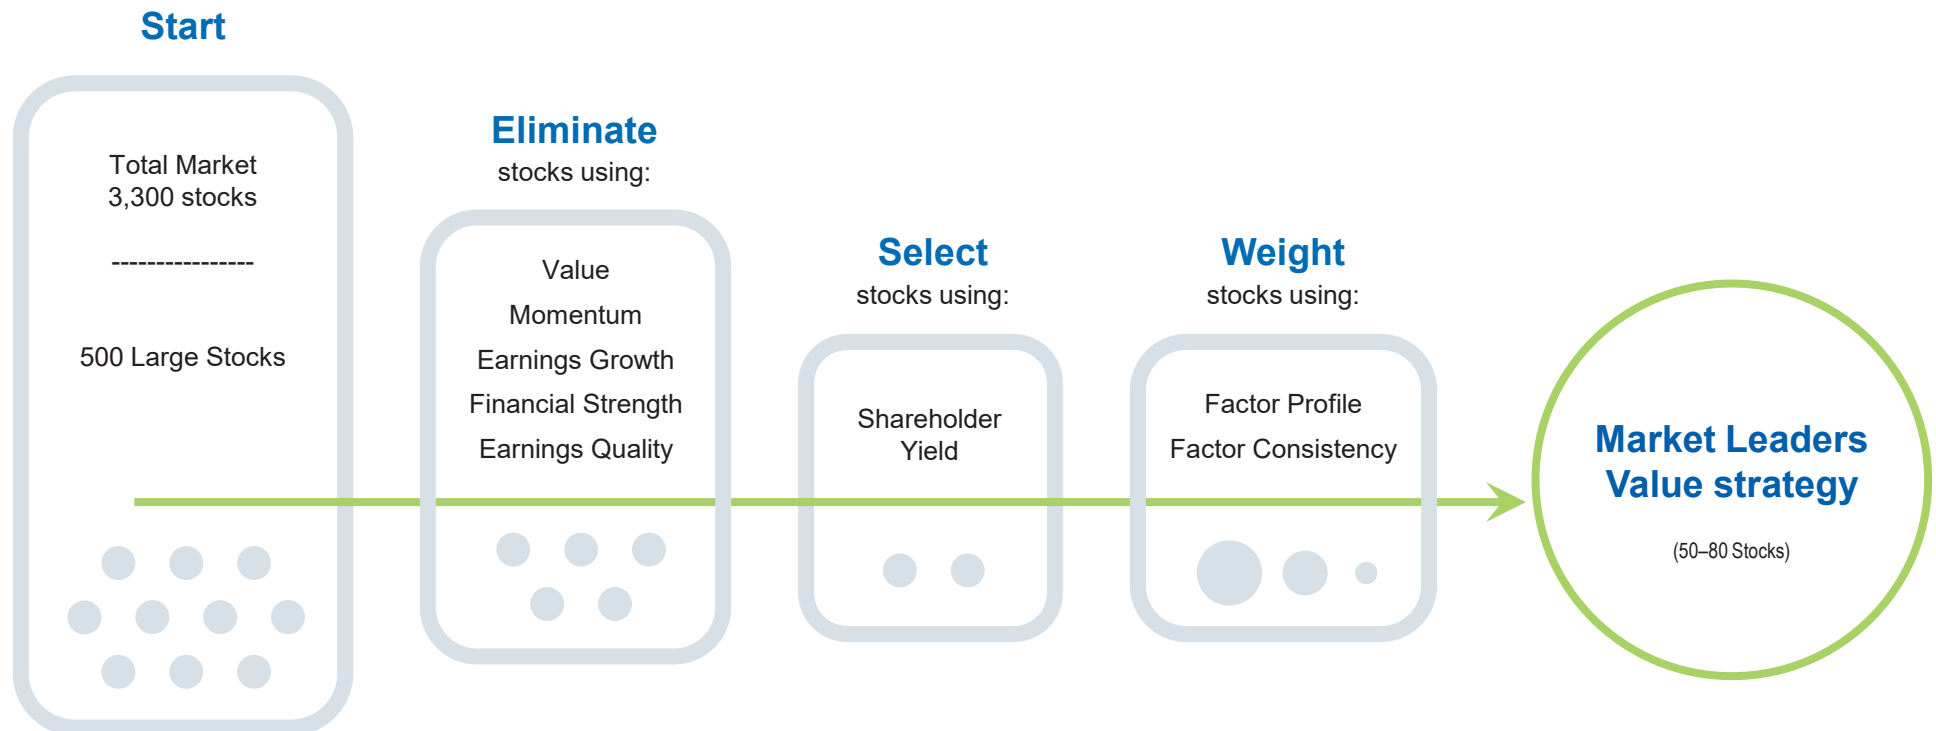 Start
Total Market
3,300 stocks
----------------
500 Large Stocks
Eliminate
stocks using:
Value
Momentum
Earnings Growth
Financial Strength
Earnings Quality
Select
stocks using:
Shareholder
Yield
Weight
stocks using:
Factor Profile
Factor Consistency
Market Leaders
Value strategy
(50–80 Stocks)